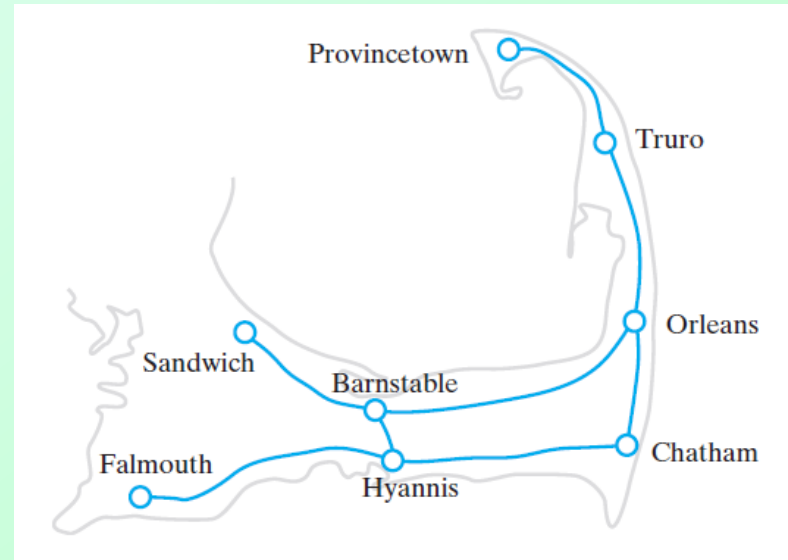 Provincetown
Truro
Orleans
Sandwich
Barnstable
Chatham
Falmouth
Hyannis